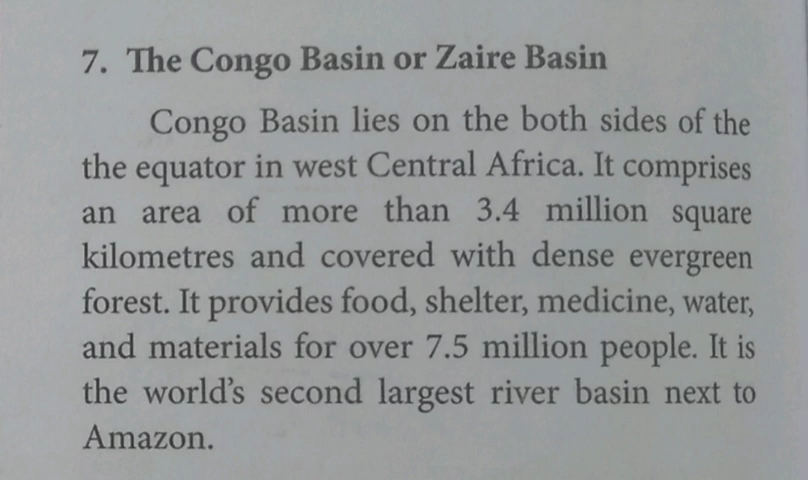 7. The Congo Basin or Zaire Basin
Congo Basin lies on the both sides of the
the equator in west Central Africa. It comprises
an area of more than 3.4 million square
kilometres and covered with dense evergreen
forest. It provides food, shelter, medicine, water,
and materials for over 7.5 million people. It is
the world's second largest river basin next to
Amazon.